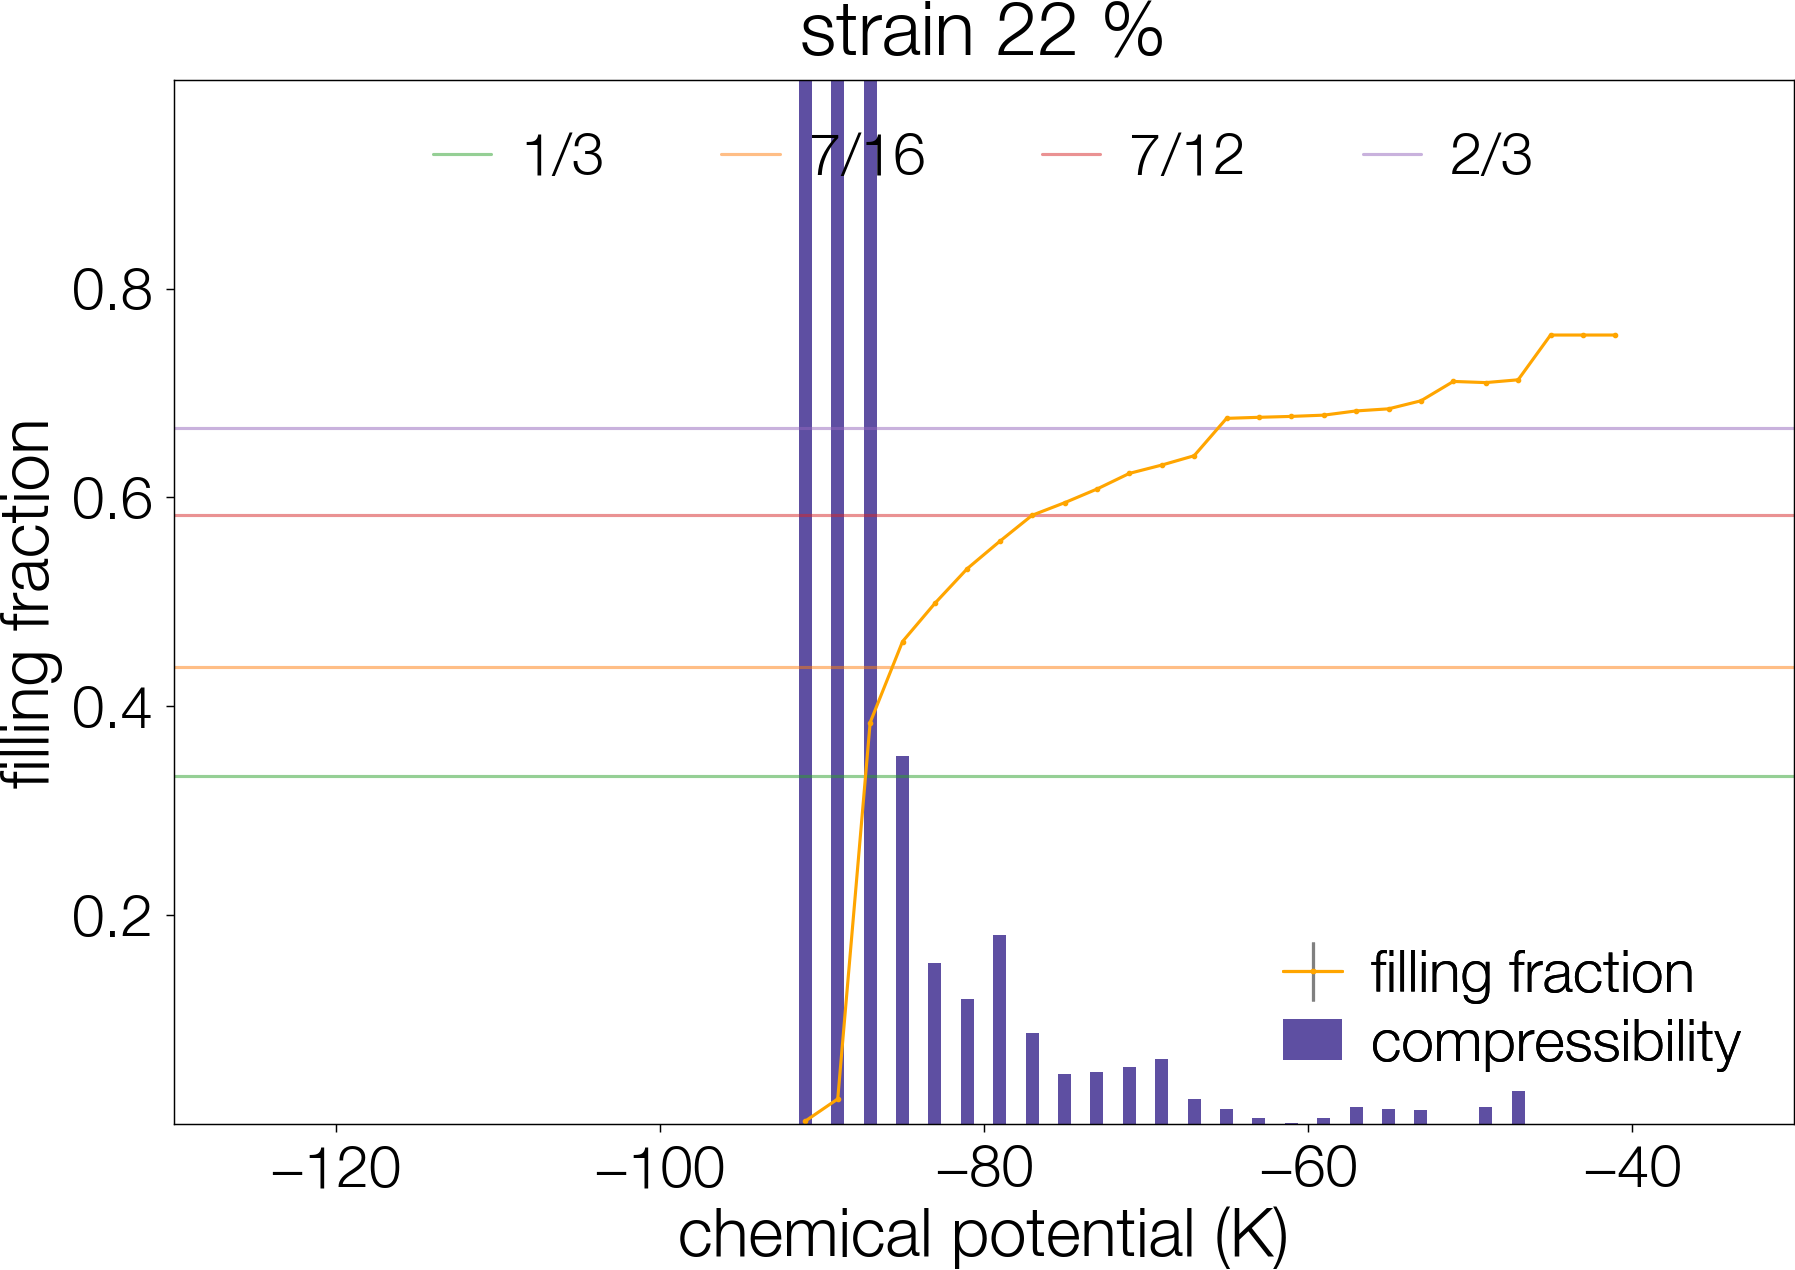 strain 22 %
1/3 7/16 7/12 2/3
0.8
0.6
0.4
0.2
filling fraction
filling fraction
compressibility
−120 −100 −80 −60 −40
chemical potential (K)